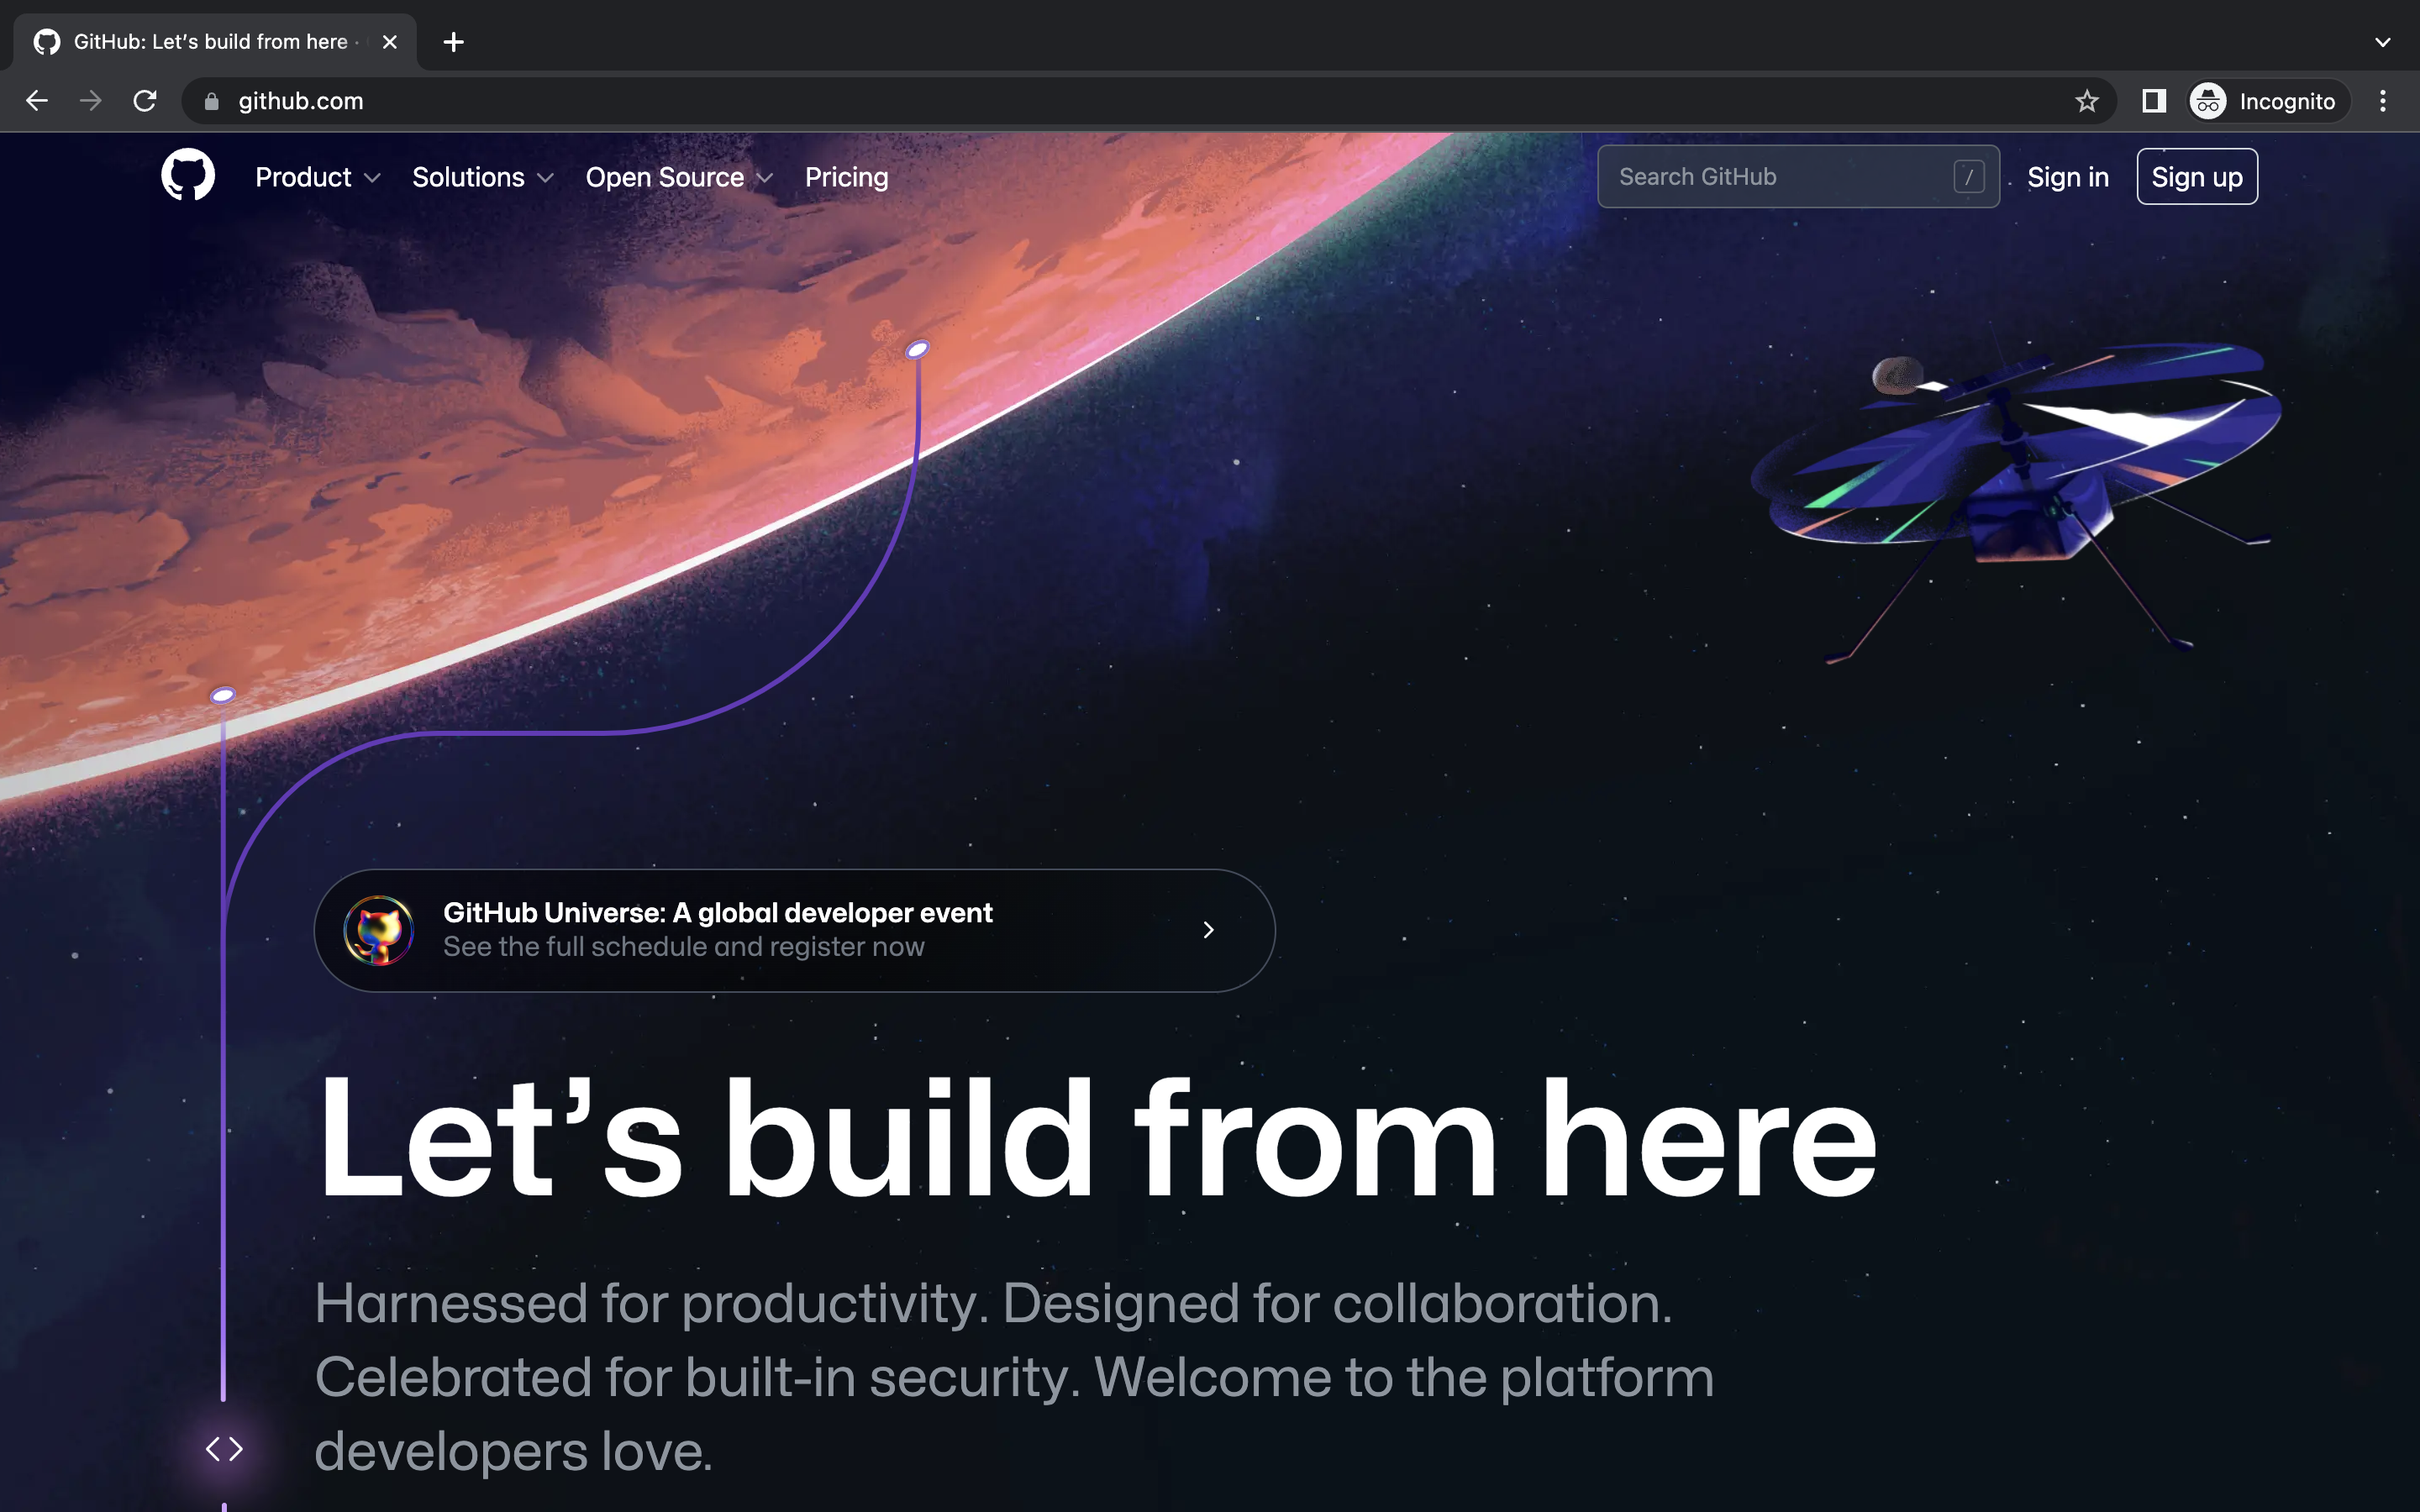 GitHub: Let's build from here ·
github.com
Incognito
Product
Solutions
Open Source
Pricing
Search GitHub
/
Sign in
Sign up
GitHub Universe: A global developer event
See the full schedule and register now
Let's build from here
Harnessed for productivity. Designed for collaboration.
Celebrated for built-in security. Welcome to the platform
developers love.